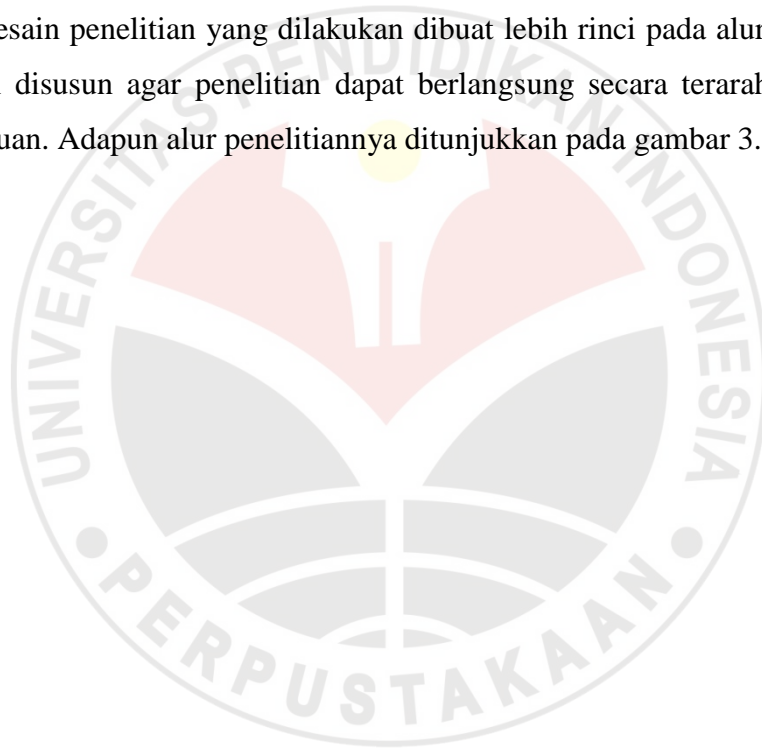 esain penelitian yang dilakukan dibuat lebih rinci pada alur
disusun agar penelitian dapat berlangsung secara terarah
uan. Adapun alur penelitiannya ditunjukkan pada gambar 3.
UNIVERSITAS PENDIDIKAN INDONESIA
PERPUSTAKAAN